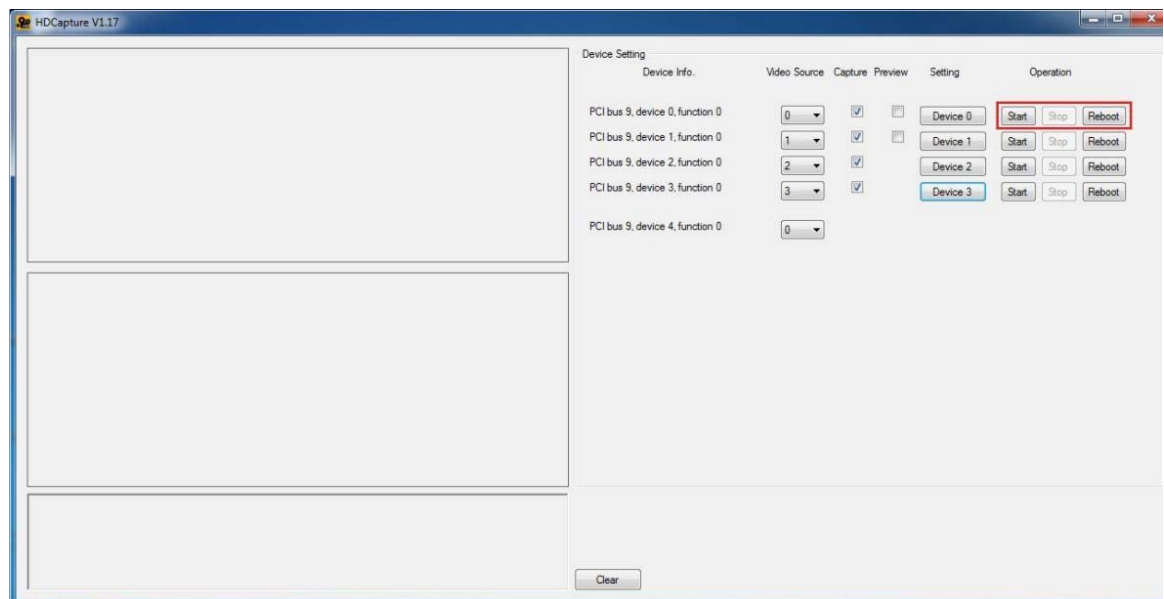 HDCapture V1.17
Device Setting
Device Info. Video Source Capture Preview Setting Operation
PCI bus 9, device 0, function 0 0 Device 0 Start Stop Reboot
PCI bus 9, device 1, function 0 1 Device 1 Start Stop Reboot
PCI bus 9, device 2, function 0 2 Device 2 Start Stop Reboot
PCI bus 9, device 3, function 0 3 Device 3 Start Stop Reboot
PCI bus 9, device 4, function 0 0
Clear